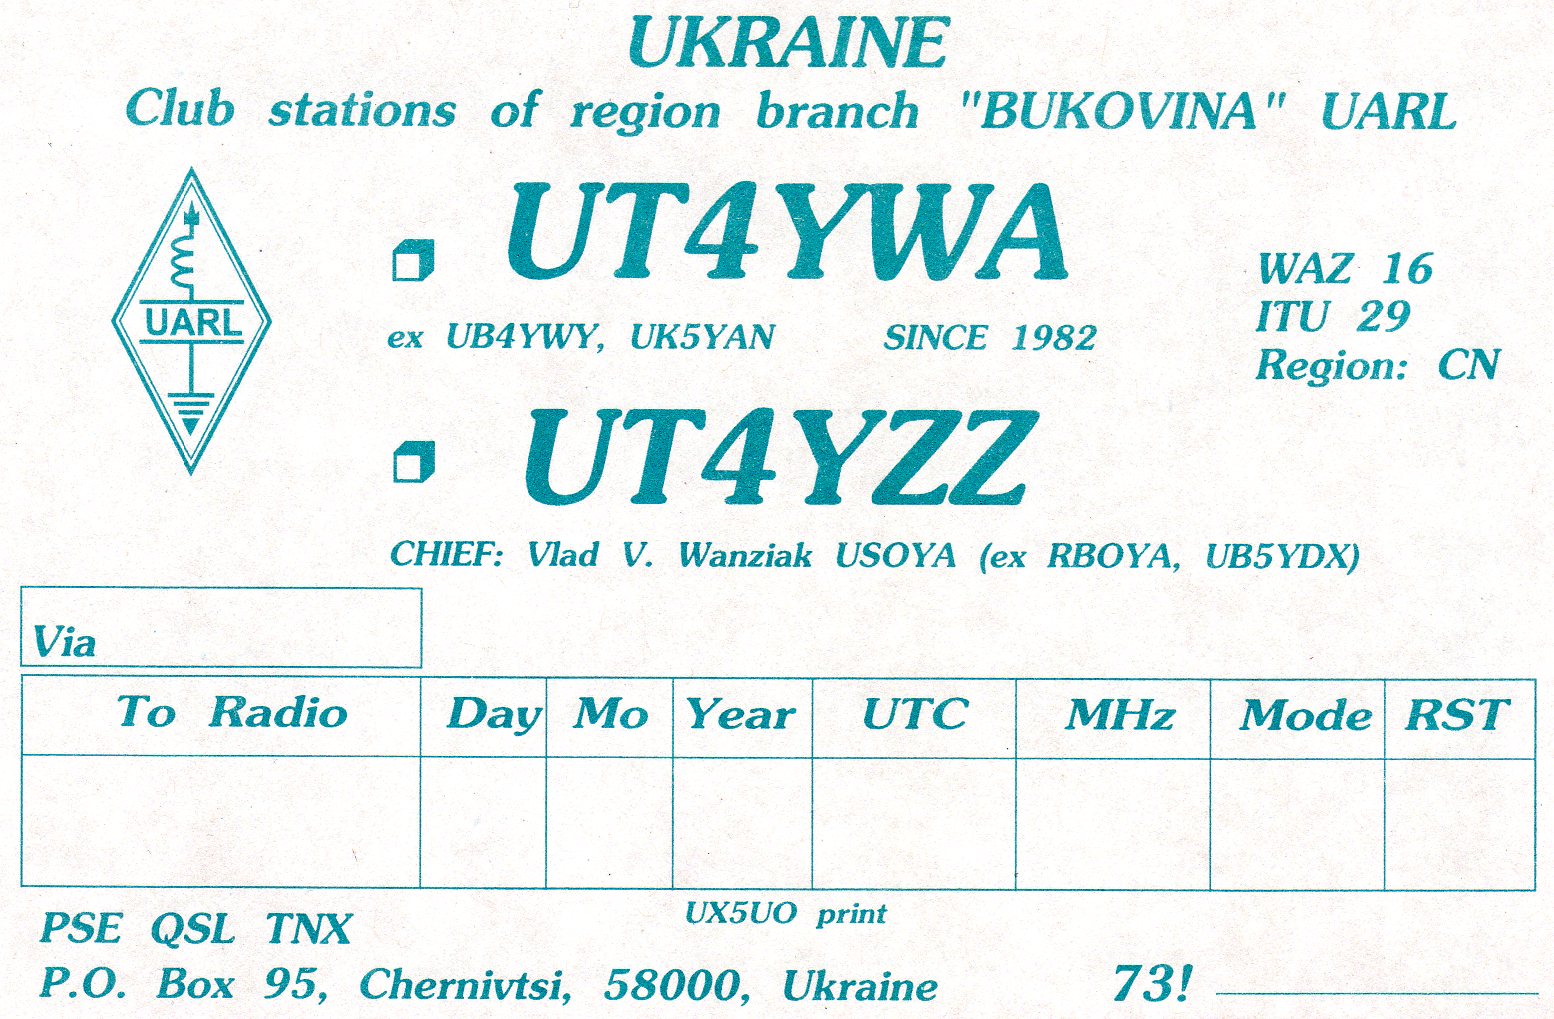 UKRAINE
Club stations of region branch "BUKOVINA" UARL
UT4YWA
UARL
ex UB4YWY, UK5YAN SINCE 1982
WAZ 16
ITU 29
Region: CN
UT4YZZ
CHIEF: Vlad V. Wanziak USOYA (ex RBOYA, UB5YDX)
Via
To Radio Day Mo Year UTC MHz Mode RST
UX5UO print
PSE QSL TNX
P.O. Box 95, Chernivtsi, 58000, Ukraine 73!